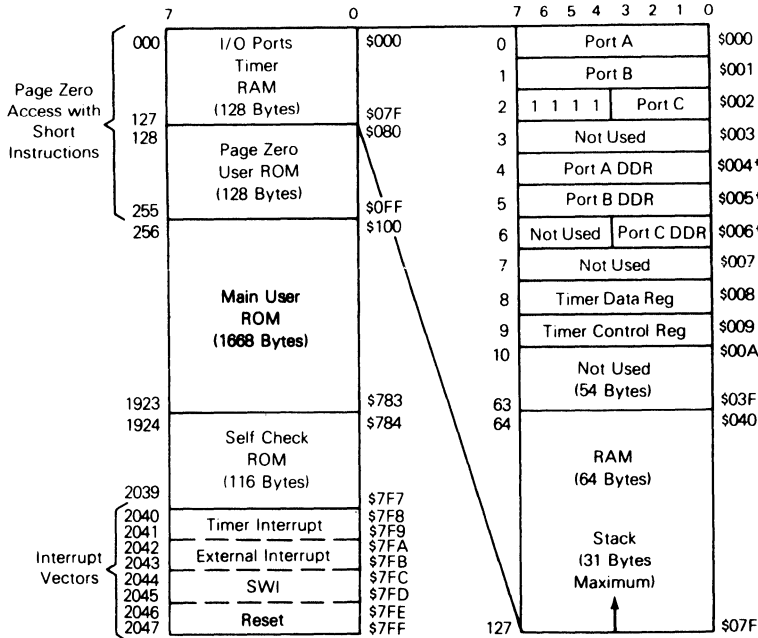 7 0
7 6 5 4 3 2 1 0
Page Zero
Access with
Short
Instructions
000 I/O Ports $000
Timer
RAM
127 (128 Bytes) $07F
128 $080
Page Zero
User ROM
(128 Bytes)
255 $0FF
256 $100
Main User
ROM
(1668 Bytes)
1923 $783
1924 $784
Self Check
ROM
(116 Bytes)
2039 $7F7
Interrupt
Vectors
2040 $7F8
Timer Interrupt
2041 $7F9
2042 $7FA
External Interrupt
2043 $7FB
2044 $7FC
SWI
2045 $7FD
2046 $7FE
Reset
2047 $7FF
0 Port A $000
1 Port B $001
2 1 1 1 1 Port C $002
3 Not Used $003
4 Port A DDR $004*
5 Port B DDR $005*
6 Not Used Port C DDR $006*
7 Not Used $007
8 Timer Data Reg $008
9 Timer Control Reg $009
10 $00A
Not Used
(54 Bytes)
63 $03F
64 $040
RAM
(64 Bytes)
Stack
(31 Bytes
Maximum)
127 $07F